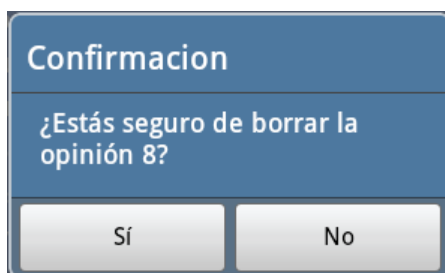 Confirmacion
¿Estás seguro de borrar la
opinión 8?
Sí No